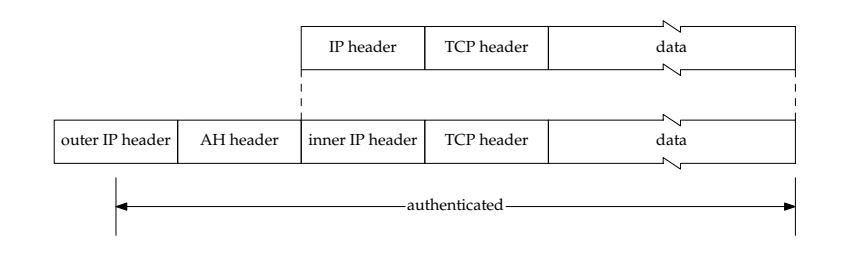 IP header TCP header data
outer IP header AH header inner IP header TCP header data
authenticated